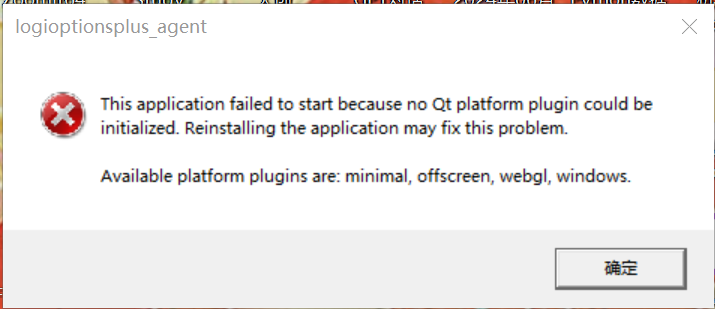 logioptionsplus_agent
This application failed to start because no Qt platform plugin could be
initialized. Reinstalling the application may fix this problem.
Available platform plugins are: minimal, offscreen, webgl, windows.
确定